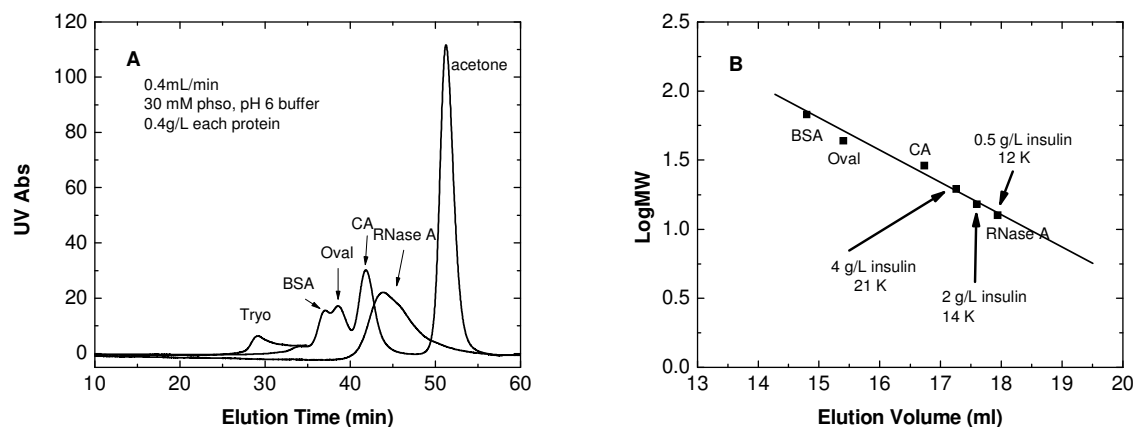 A
0.4mL/min
30 mM phso, pH 6 buffer
0.4g/L each protein
acetone
CA
RNase A
Oval
BSA
Tryo
120
100
80
60
40
20
0
UV Abs
10 20 30 40 50 60
Elution Time (min)
B
2.5
2.0
1.5
1.0
0.5
0.0
LogMW
BSA
Oval
CA
0.5 g/L insulin
12 K
RNase A
4 g/L insulin
21 K
2 g/L insulin
14 K
13 14 15 16 17 18 19 20
Elution Volume (ml)